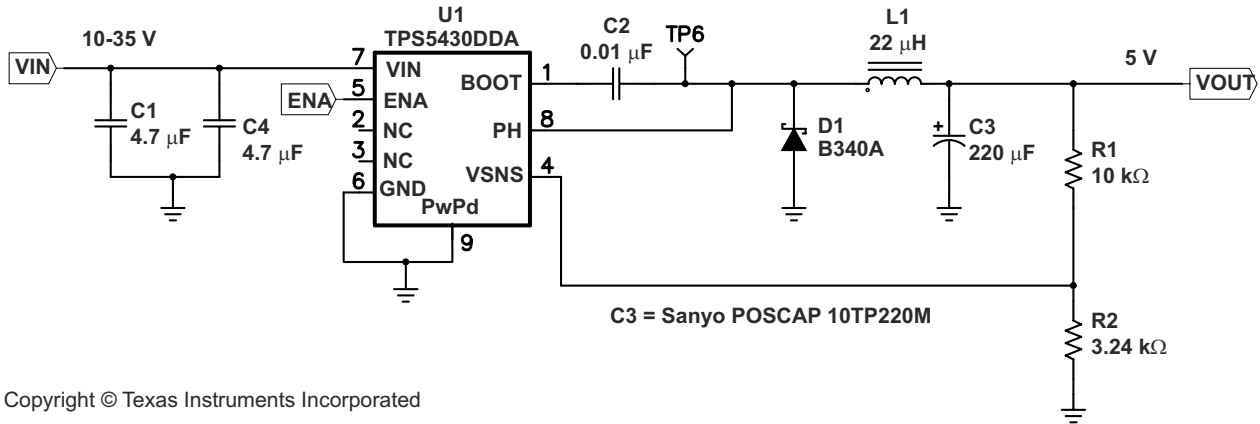 U1
TPS5430DDA
10-35 V
VIN
C1
4.7 μF
C4
4.7 μF
ENA
7
5
2
3
6
VIN
ENA
NC
NC
GND
PwPd
BOOT
PH
VSNS
1
8
4
9
C2
0.01 μF
TP6
D1
B340A
L1
22 μH
C3
220 μF
+
5 V
VOUT
R1
10 kΩ
R2
3.24 kΩ
C3 = Sanyo POSCAP 10TP220M
Copyright © Texas Instruments Incorporated